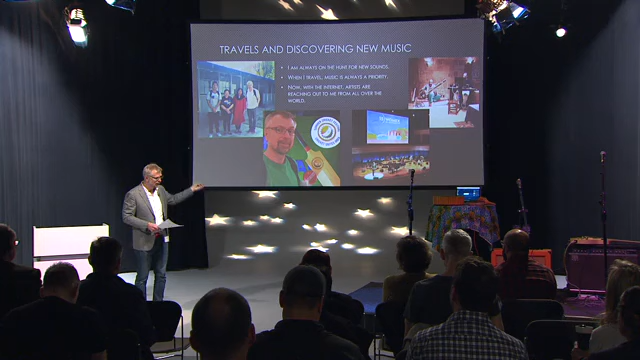 TRAVELS AND DISCOVERING NEW MUSIC
I AM ALWAYS ON THE HUNT FOR NEW SOUNDS.
WHEN I TRAVEL, MUSIC IS ALWAYS A PRIORITY.
NOW, WITH THE INTERNET, ARTISTS ARE
REACHING OUT TO ME FROM ALL OVER THE
WORLD.